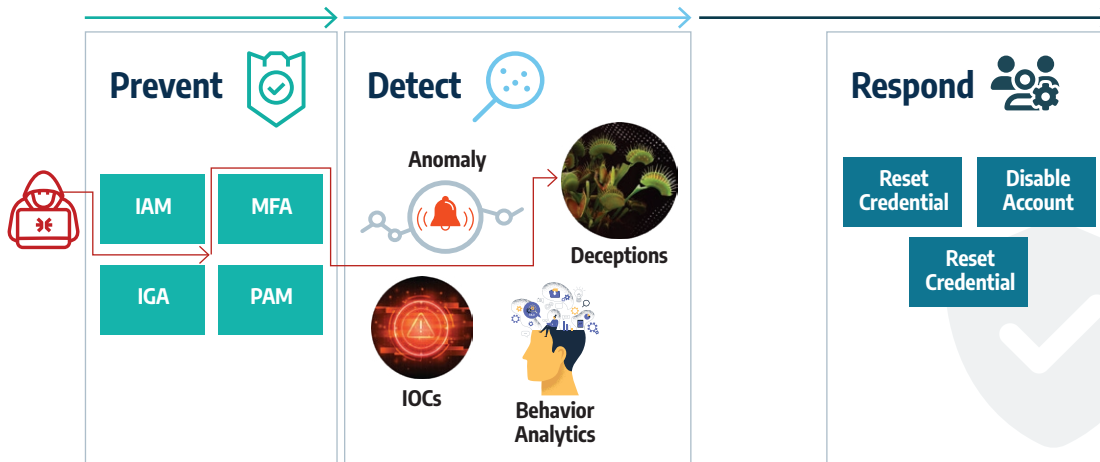 Prevent
IAM
MFA
IGA
PAM
Detect
Anomaly
Deceptions
IOCs
Behavior
Analytics
Respond
Reset
Credential
Disable
Account
Reset
Credential